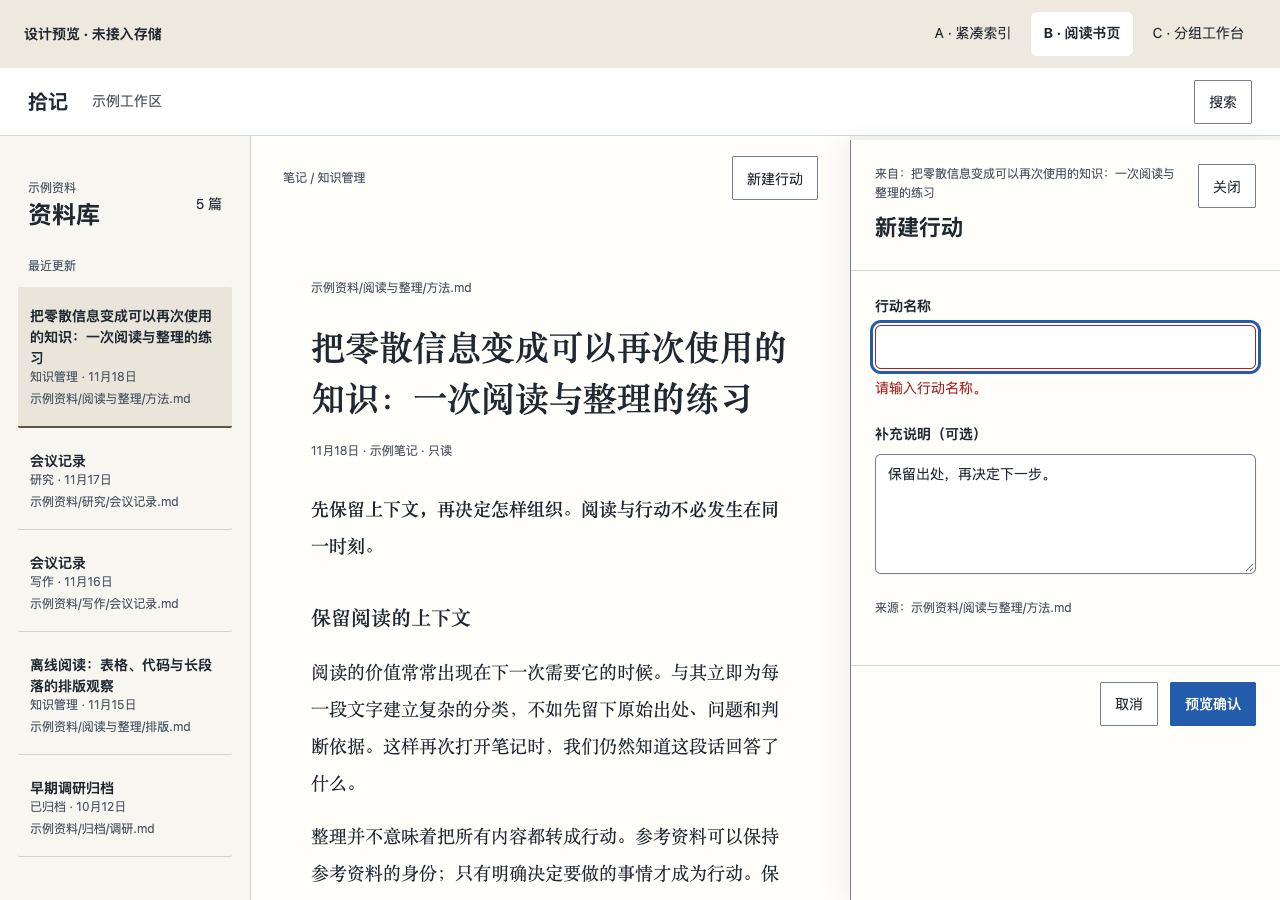 设计预览 · 未接入存储
A · 紧凑索引
B · 阅读书页
C · 分组工作台
拾记
示例工作区
搜索
示例资料
资料库
5 篇
最近更新
把零散信息变成可以再次使用
的知识：一次阅读与整理的练
习
知识管理 · 11月18日
示例资料/阅读与整理/方法.md
会议记录
研究 · 11月17日
示例资料/研究/会议记录.md
会议记录
写作 · 11月16日
示例资料/写作/会议记录.md
离线阅读：表格、代码与长段
落的排版观察
知识管理 · 11月15日
示例资料/阅读与整理/排版.md
早期调研归档
已归档 · 10月12日
示例资料/归档/调研.md
笔记 / 知识管理
新建行动
示例资料/阅读与整理/方法.md
把零散信息变成可以再次使用的
知识：一次阅读与整理的练习
11月18日 · 示例笔记 · 只读
先保留上下文，再决定怎样组织。阅读与行动不必发生在同
一时刻。
保留阅读的上下文
阅读的价值常常出现在下一次需要它的时候。与其立即为每
一段文字建立复杂的分类，不如先留下原始出处、问题和判
断依据。这样再次打开笔记时，我们仍然知道这段话回答了
什么。
整理并不意味着把所有内容都转成行动。参考资料可以保持
参考资料的身份；只有明确决定要做的事情才成为行动。保
来自：把零散信息变成可以再次使用的知识：一次阅读与
整理的练习
关闭
新建行动
行动名称
请输入行动名称。
补充说明（可选）
保留出处，再决定下一步。
来源：示例资料/阅读与整理/方法.md
取消
预览确认